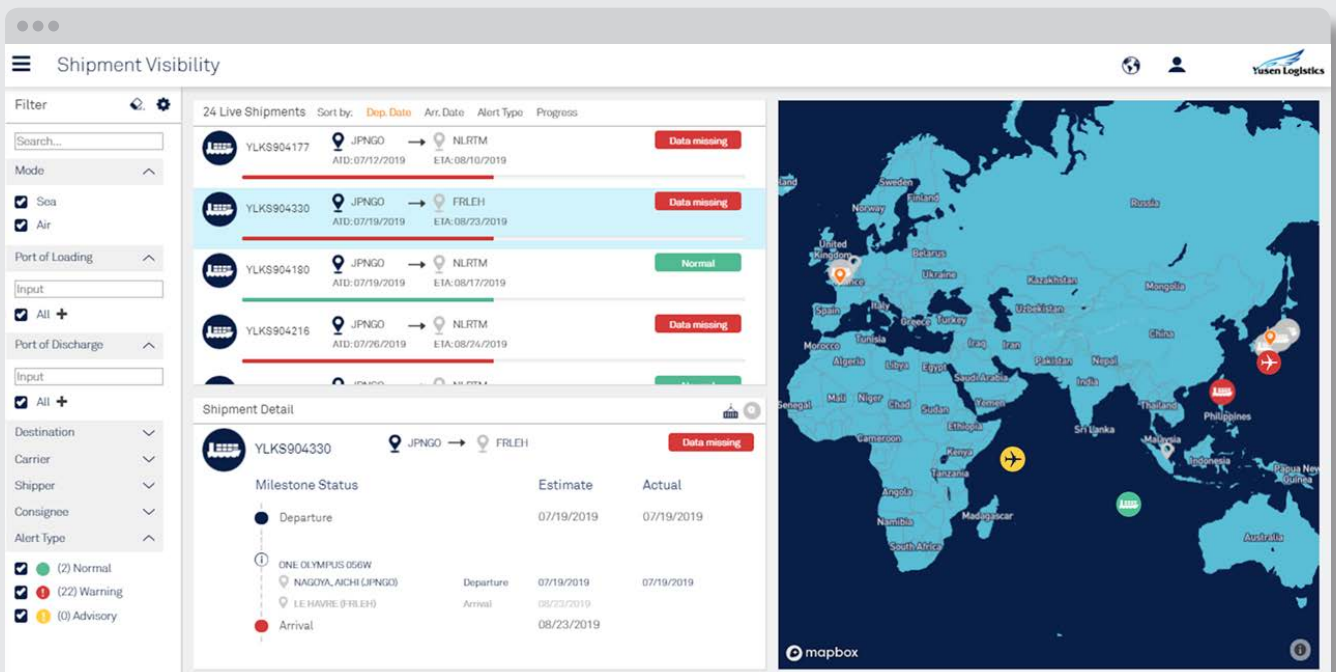 Shipment Visibility
Yusen Logistics
Filter
Search...
Mode
Sea
Air
Port of Loading
Input
All
Port of Discharge
Input
All
Destination
Carrier
Shipper
Consignee
Alert Type
(2) Normal
(22) Warning
(0) Advisory
24 Live Shipments Sort by: Dep. Date Arr. Date Alert Type Progress
YLKS904177 JPNGO → NLRTM Data missing
ATD:07/12/2019 ETA:08/10/2019
YLKS904330 JPNGO → FRLEH Data missing
ATD:07/19/2019 ETA:08/23/2019
YLKS904180 JPNGO → NLRTM Normal
ATD:07/19/2019 ETA:08/17/2019
YLKS904216 JPNGO → NLRTM Data missing
ATD:07/26/2019 ETA:08/24/2019
Shipment Detail
YLKS904330 JPNGO → FRLEH Data missing
Milestone Status Estimate Actual
Departure 07/19/2019 07/19/2019
ONE OLYMPUS 056W
NAGOYA, AICHI (JPNGO) Departure 07/19/2019 07/19/2019
LE HAVRE (FRLEH) Arrival 08/23/2019
Arrival 08/23/2019
Sweden
Finland
Norway
Russia
United
Kingdom
Belarus
Ukraine
Kazakhstan
Mongolia
Spain
Italy
Uzbekistan
Greece Turkey
China
Morocco
Tunisia
Iraq
Iran
Algeria
Libya
Egypt
Pakistan
Nepal
Saudi Arabia
India
Senegal
Mali
Niger
Chad
Sudan
Yemen
Thailand
Philippines
Ethiopia
Sri Lanka
Cameroon
Kenya
Malaysia
Indonesia
Tanzania
Papua New
Guinea
Angola
Namibia
Madagascar
South Africa
Australia
mapbox